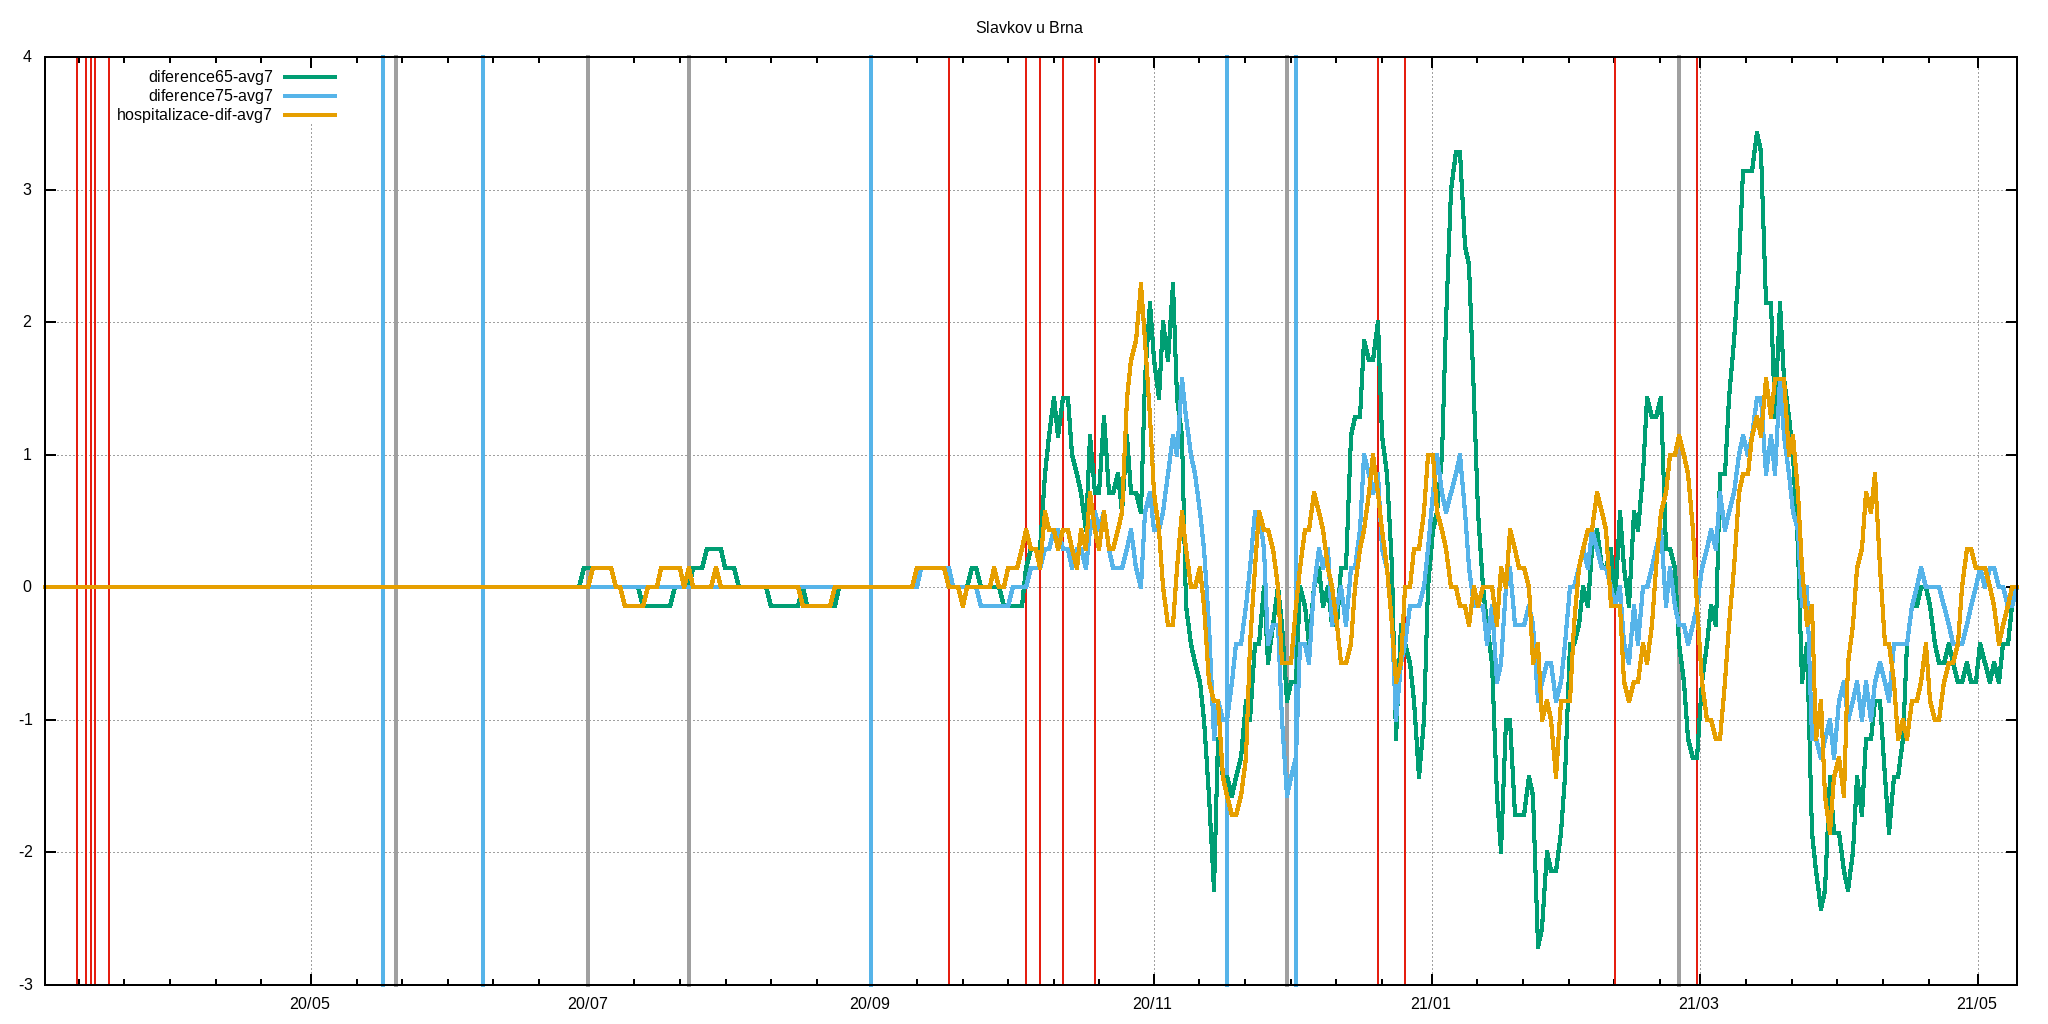 Slavkov u Brna
diference65-avg7
diference75-avg7
hospitalizace-dif-avg7
4
3
2
1
0
-1
-2
-3
20/05 20/07 20/09 20/11 21/01 21/03 21/05